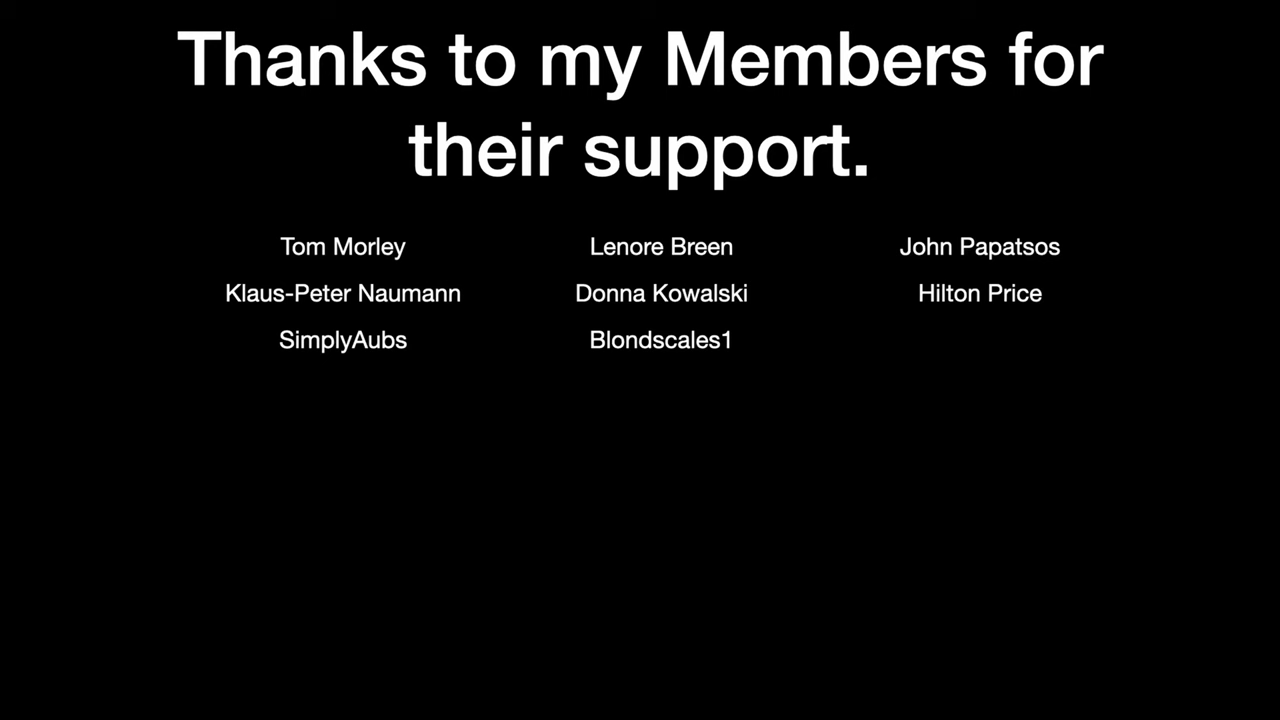 Thanks to my Members for
their support.
Tom Morley Lenore Breen John Papatsos
Klaus-Peter Naumann Donna Kowalski Hilton Price
SimplyAubs Blondscales1